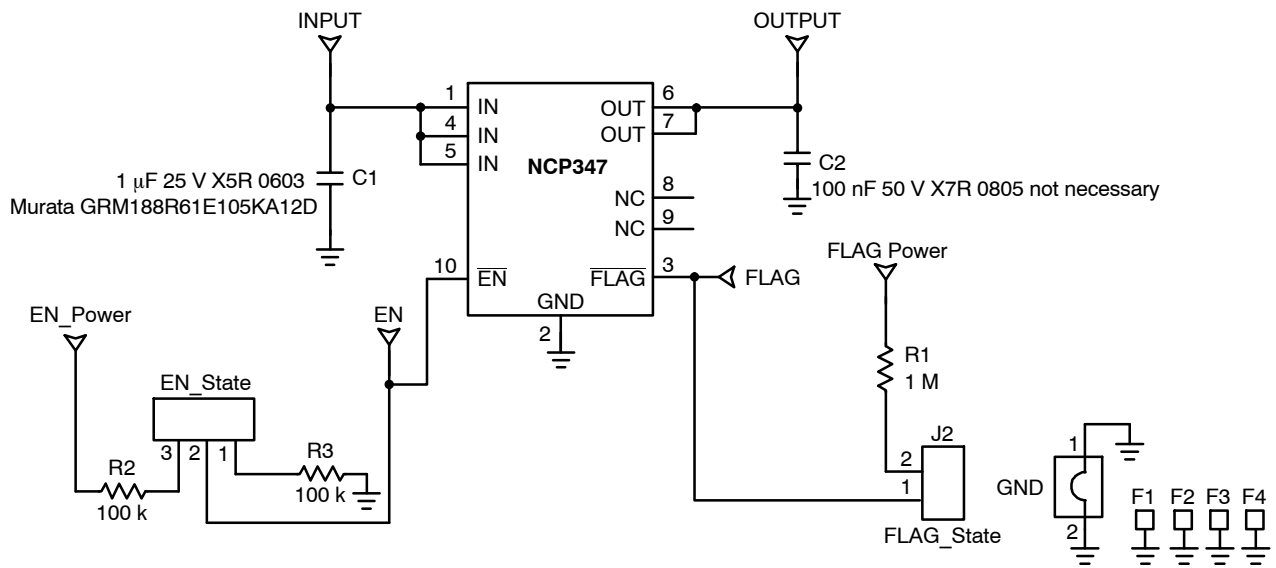 INPUT
OUTPUT
1
IN
4
IN
5
IN
OUT
6
OUT
7
NCP347
1 μF 25 V X5R 0603
Murata GRM188R61E105KA12D
C1
C2
100 nF 50 V X7R 0805 not necessary
NC
8
NC
9
10
EN
FLAG
3
FLAG
GND
2
FLAG Power
EN_Power
EN
R1
1 M
EN_State
3
2
1
R2
100 k
R3
100 k
J2
2
1
FLAG_State
1
GND
2
F1
F2
F3
F4